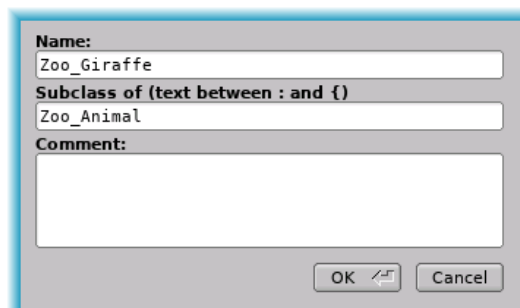 Name:
Zoo_Giraffe
Subclass of (text between : and {)
Zoo_Animal
Comment:
OK Cancel